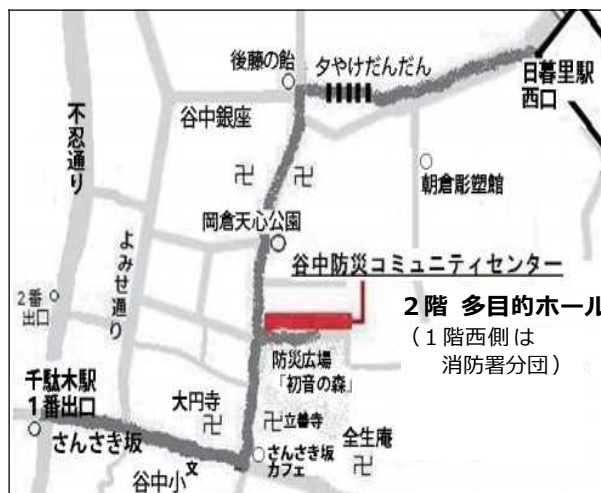 後藤の飴
夕やけだんだん
日暮里駅
西口
谷中銀座
不忍通り
朝倉彫塑館
岡倉天心公園
よみせ通り
谷中防災コミュニティセンター
2番
出口
2階 多目的ホール
(1階西側は
消防署分団)
防災広場
「初音の森」
千駄木駅
1番出口
大円寺
立善寺
全生庵
さんさき坂
さんさき坂
カフェ
谷中小
文